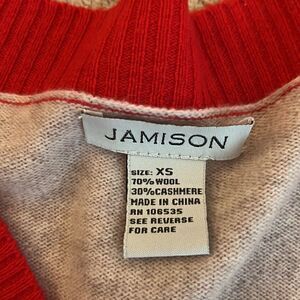 JAMISON
SIZE: XS
70% WOOL
30% CASHMERE
MADE IN CHINA
RN 106535
SEE REVERSE
FOR CARE